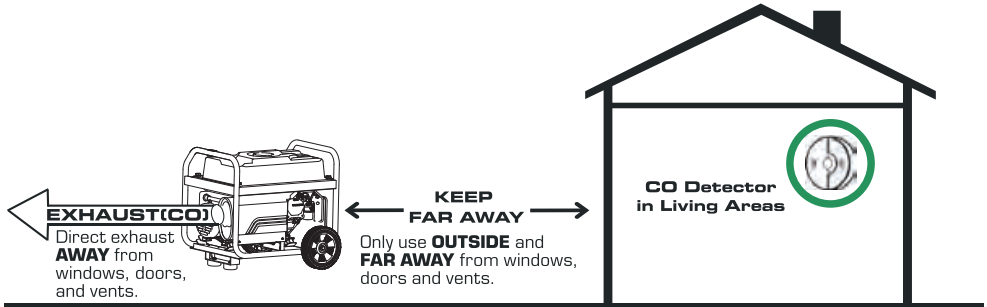 EXHAUST(CO)
Direct exhaust
AWAY from
windows, doors,
and vents.
KEEP
FAR AWAY
Only use OUTSIDE and
FAR AWAY from windows,
doors and vents.
CO Detector
in Living Areas